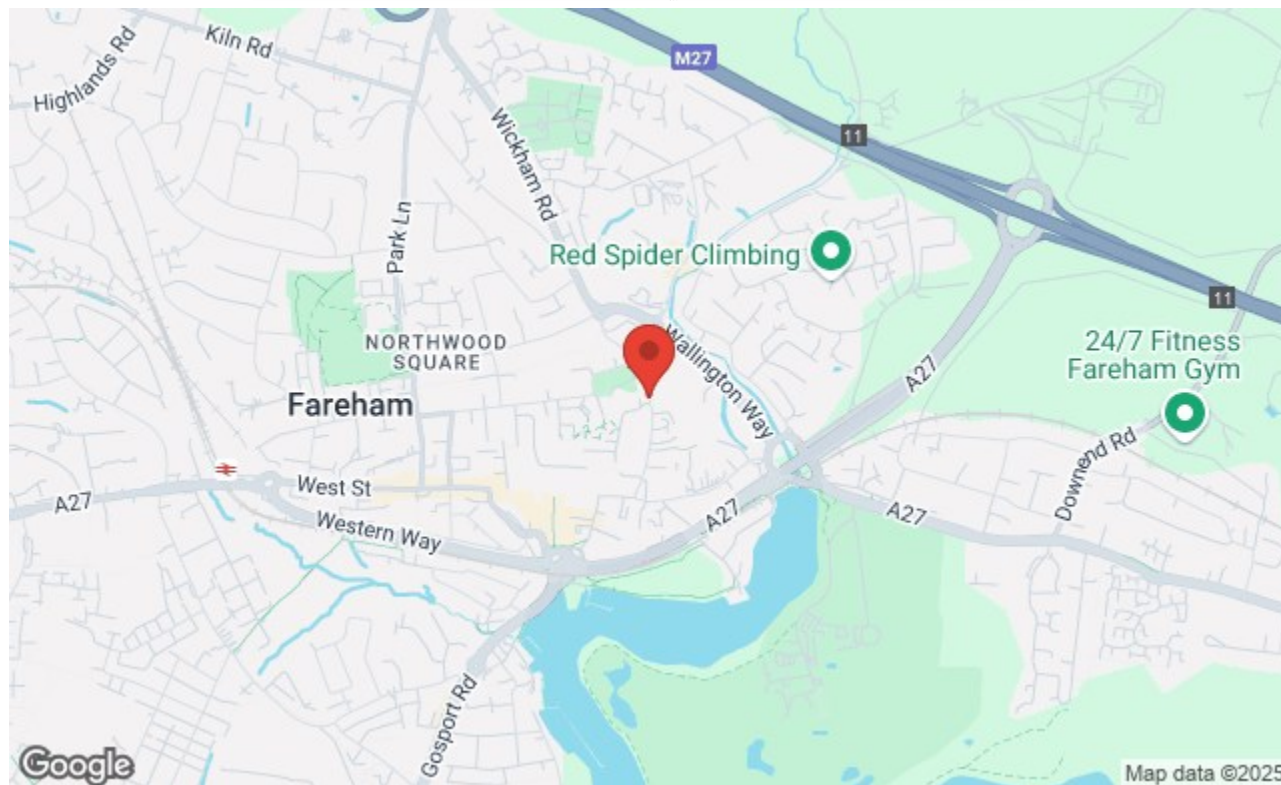 Kiln Rd
Highlands Rd
M27
Wickham Rd
11
Park Ln
Red Spider Climbing
11
NORTHWOOD
SQUARE
Wallington Way
24/7 Fitness
Fareham Gym
A27
Fareham
Downend Rd
West St
A27
A27
A27
Western Way
Gosport Rd
Google
Map data ©2025